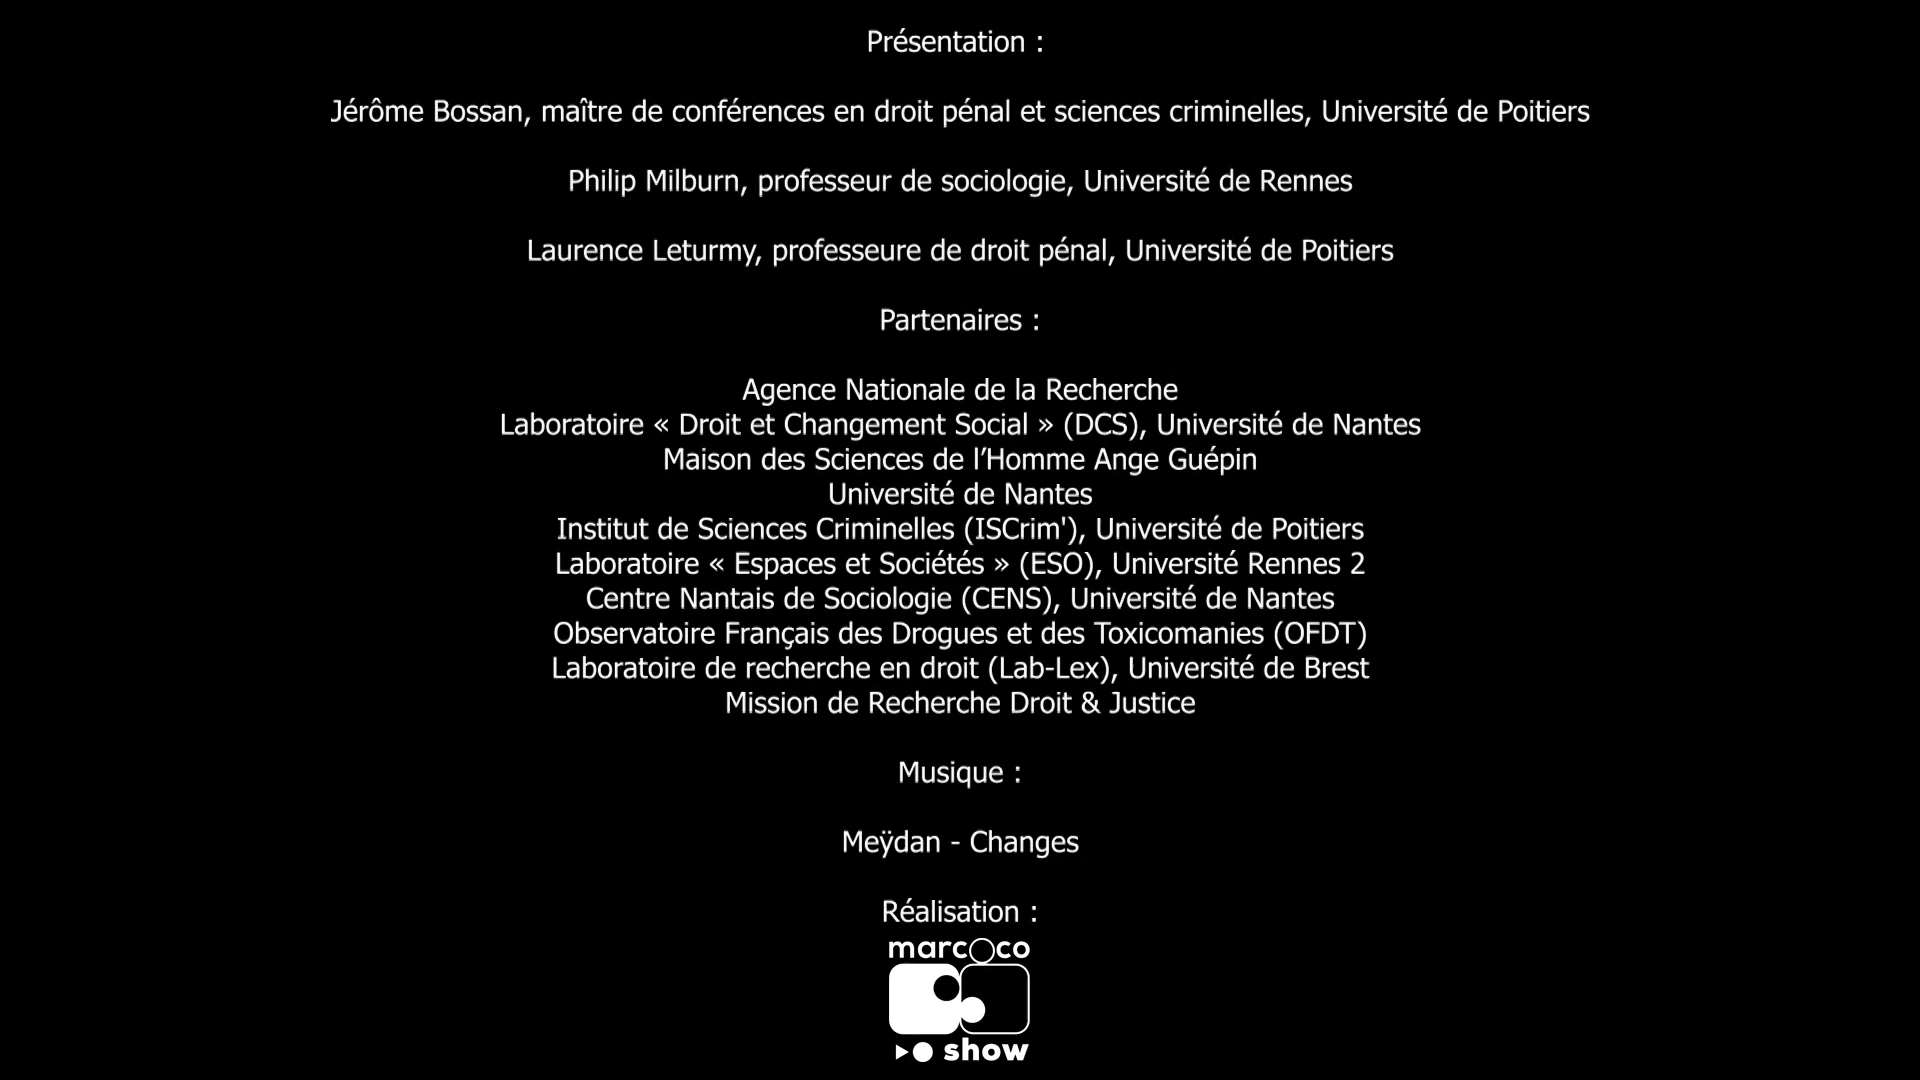 Présentation :
Jérôme Bossan, maître de conférences en droit pénal et sciences criminelles, Université de Poitiers
Philip Milburn, professeur de sociologie, Université de Rennes
Laurence Leturmy, professeure de droit pénal, Université de Poitiers
Partenaires :
Agence Nationale de la Recherche
Laboratoire « Droit et Changement Social » (DCS), Université de Nantes
Maison des Sciences de l’Homme Ange Guépin
Université de Nantes
Institut de Sciences Criminelles (ISCrim'), Université de Poitiers
Laboratoire « Espaces et Sociétés » (ESO), Université Rennes 2
Centre Nantais de Sociologie (CENS), Université de Nantes
Observatoire Français des Drogues et des Toxicomanies (OFDT)
Laboratoire de recherche en droit (Lab-Lex), Université de Brest
Mission de Recherche Droit & Justice
Musique :
Meÿdan - Changes
Réalisation :
marcoco
show